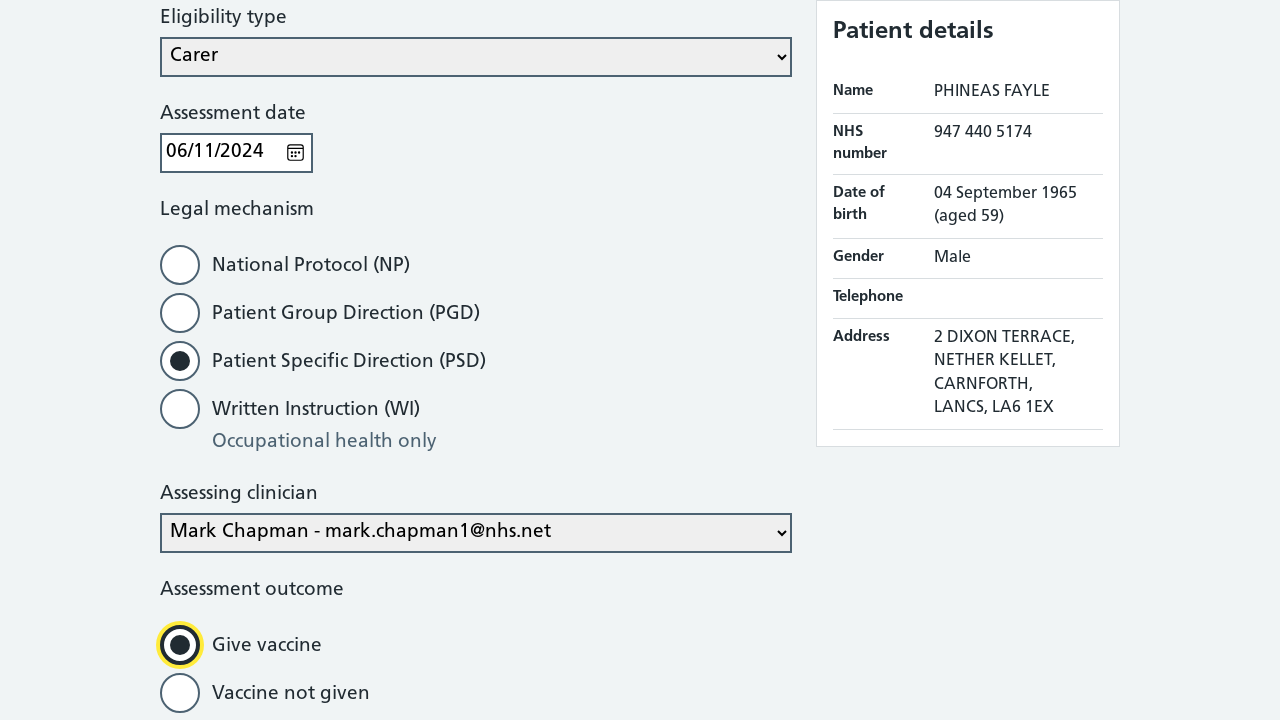 Eligibility type
Carer
Assessment date
06/11/2024
Legal mechanism
National Protocol (NP)
Patient Group Direction (PGD)
Patient Specific Direction (PSD)
Written Instruction (WI)
Occupational health only
Assessing clinician
Mark Chapman - mark.chapman1@nhs.net
Assessment outcome
Give vaccine
Vaccine not given
Patient details
Name PHINEAS FAYLE
NHS number 947 440 5174
Date of birth 04 September 1965
(aged 59)
Gender Male
Telephone
Address 2 DIXON TERRACE,
NETHER KELLET,
CARNFORTH,
LANCS, LA6 1EX